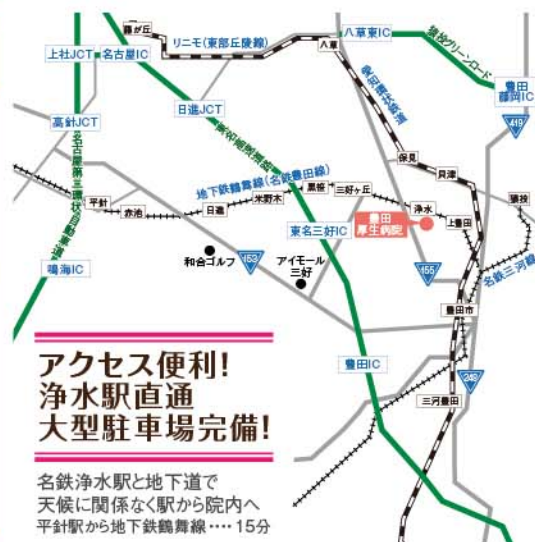 藤が丘
リニモ(東部丘陵線)
八草
八草東IC
猿投グリーンロード
上社JCT
名古屋IC
豊田
藤岡IC
愛知環状鉄道
日進JCT
419
高針JCT
東名高速道路
名古屋第二環状自動車道
地下鉄鶴舞線(名鉄豊田線)
保見
貝津
平針
赤池
日進
米野木
黒笹
三好ヶ丘
浄水
上豊田
猿投
豊田
厚生病院
東名三好IC
和合ゴルフ
153
アイモール
三好
155
名鉄三河線
鳴海IC
豊田市
豊田IC
248
三河豊田
アクセス便利!
浄水駅直通
大型駐車場完備!
名鉄浄水駅と地下道で
天候に関係なく駅から院内へ
平針駅から地下鉄鶴舞線‥‥15分